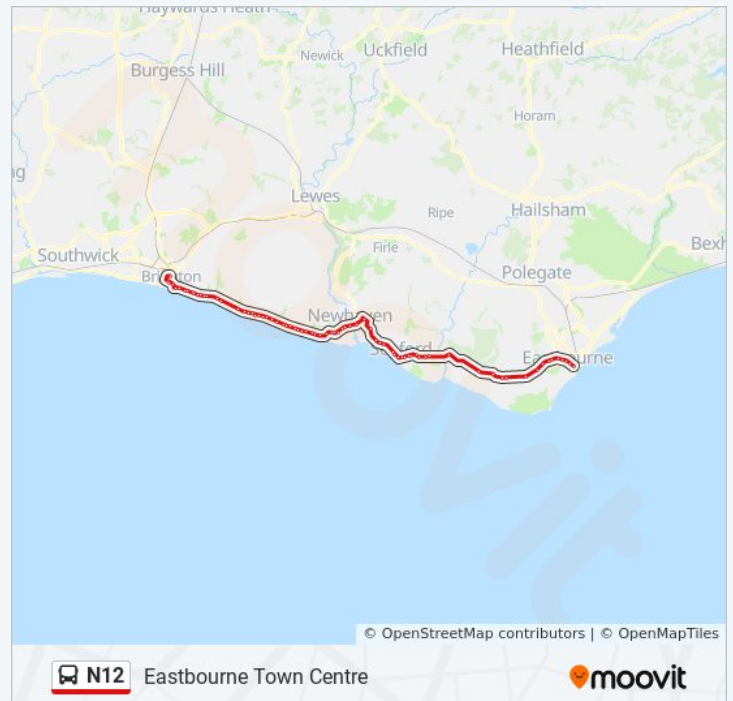 Haywards Heath
Uckfield
Heathfield
Newick
Burgess Hill
Horam
Lewes
Ripe
Hailsham
Firle
Southwick
Bexh
Brighton
Polegate
Newhaven
Seaford
Eastbourne
moovit
© OpenStreetMap contributors | © OpenMapTiles
N12 Eastbourne Town Centre
moovit